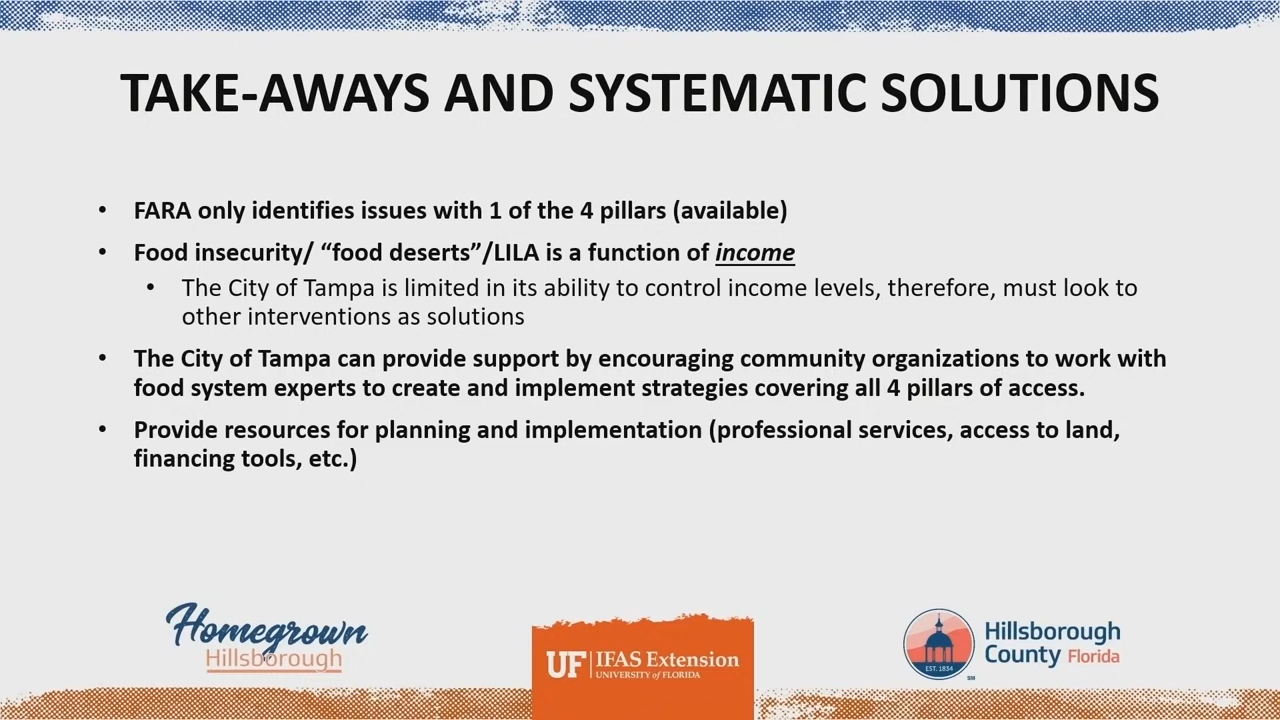 TAKE-AWAYS AND SYSTEMATIC SOLUTIONS
• FARA only identifies issues with 1 of the 4 pillars (available)
• Food insecurity/ “food deserts”/LILA is a function of income
• The City of Tampa is limited in its ability to control income levels, therefore, must look to
other interventions as solutions
• The City of Tampa can provide support by encouraging community organizations to work with
food system experts to create and implement strategies covering all 4 pillars of access.
• Provide resources for planning and implementation (professional services, access to land,
financing tools, etc.)
Homegrown
Hillsborough
UF | IFAS Extension
UNIVERSITY of FLORIDA
EST. 1834
SM
Hillsborough
County Florida